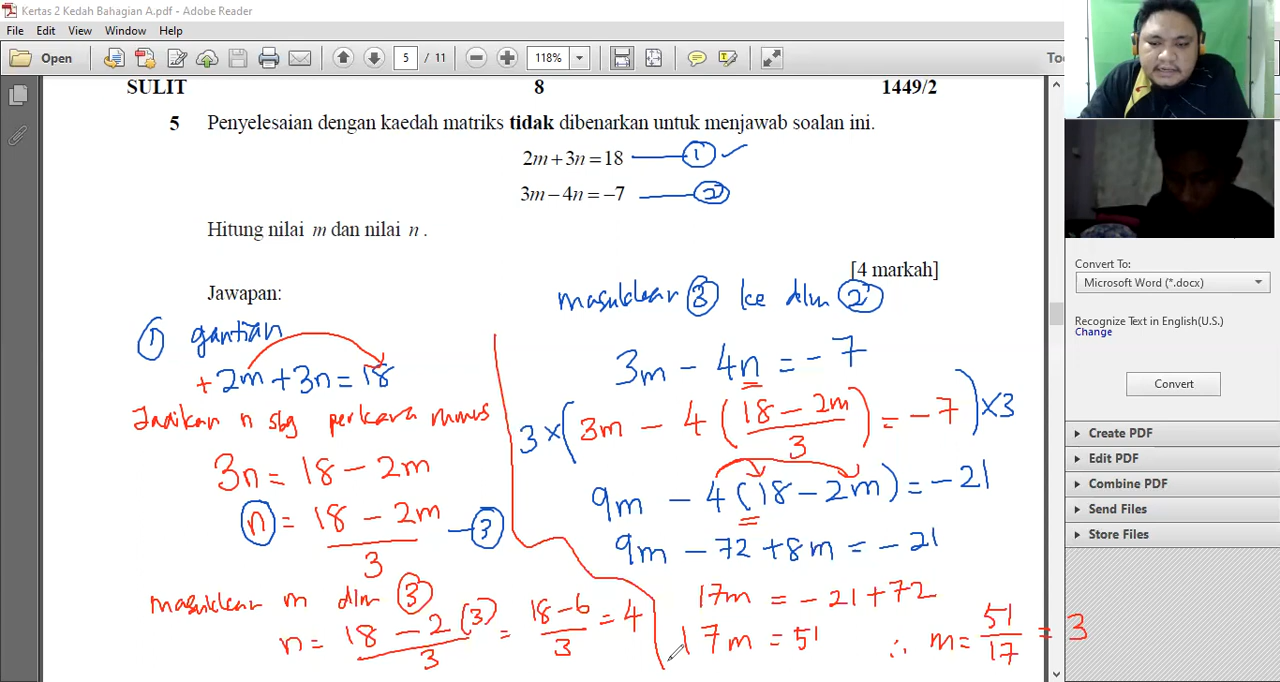 Kertas 2 Kedah Bahagian A.pdf - Adobe Reader
File Edit View Window Help
Open 5 / 11 118% To
SULIT 8 1449/2
5 Penyelesaian dengan kaedah matriks tidak dibenarkan untuk menjawab soalan ini.
2m + 3n = 18 — ① ✓
3m − 4n = −7 — ②
Hitung nilai m dan nilai n .
[4 markah]
Jawapan:
① gantian
+2m + 3n = 18
Jadikan n sbg perkara rumus
3n = 18 − 2m
n = (18 − 2m)/3 — ③
masukkan m dlm ③
n = (18 − 2(3))/3 = (18−6)/3 = 4
masukkan ③ ke dlm ②
3m − 4n = −7
3 × (3m − 4((18 − 2m)/3) = −7) × 3
9m − 4(18 − 2m) = −21
9m − 72 + 8m = −21
17m = −21 + 72
17m = 51 ∴ m = 51/17 = 3
Convert To:
Microsoft Word (*.docx)
Recognize Text in English(U.S.)
Change
Convert
Create PDF
Edit PDF
Combine PDF
Send Files
Store Files